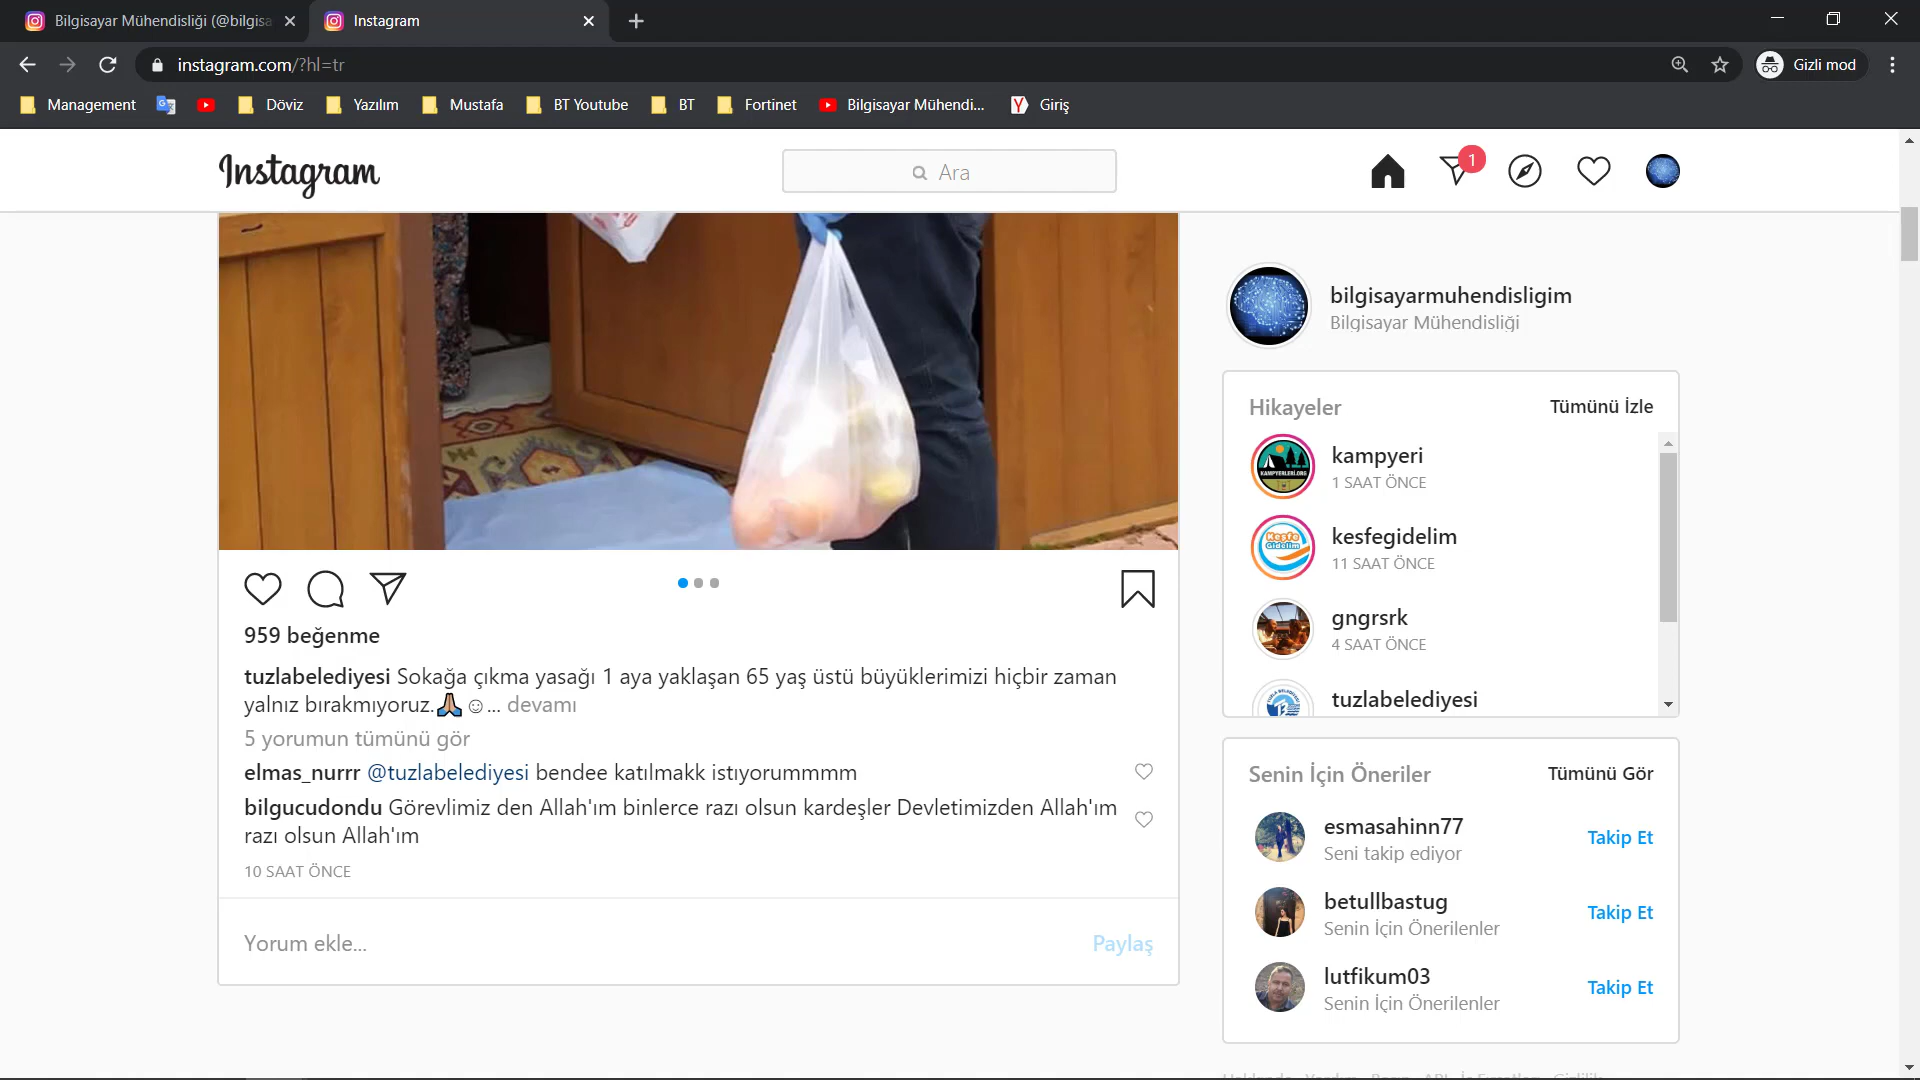 Bilgisayar Mühendisliği (@bilgisa
Instagram
instagram.com/?hl=tr
Gizli mod
Management
Döviz
Yazılım
Mustafa
BT Youtube
BT
Fortinet
Bilgisayar Mühendi...
Giriş
Instagram
Ara
1
bilgisayarmuhendisligim
Bilgisayar Mühendisliği
Hikayeler
Tümünü İzle
KAMPYERLERI.ORG
kampyeri
1 SAAT ÖNCE
Keşfe
Gidelim
kesfegidelim
11 SAAT ÖNCE
gngrsrk
4 SAAT ÖNCE
tuzlabelediyesi
959 beğenme
tuzlabelediyesi Sokağa çıkma yasağı 1 aya yaklaşan 65 yaş üstü büyüklerimizi hiçbir zaman
yalnız bırakmıyoruz.🙏🏽☺... devamı
5 yorumun tümünü gör
elmas_nurrr @tuzlabelediyesi bendee katılmakk istıyorummmm
bilgucudondu Görevlimiz den Allah'ım binlerce razı olsun kardeşler Devletimizden Allah'ım
razı olsun Allah'ım
10 SAAT ÖNCE
Yorum ekle...
Paylaş
Senin İçin Öneriler
Tümünü Gör
esmasahinn77
Seni takip ediyor
Takip Et
betullbastug
Senin İçin Önerilenler
Takip Et
lutfikum03
Senin İçin Önerilenler
Takip Et